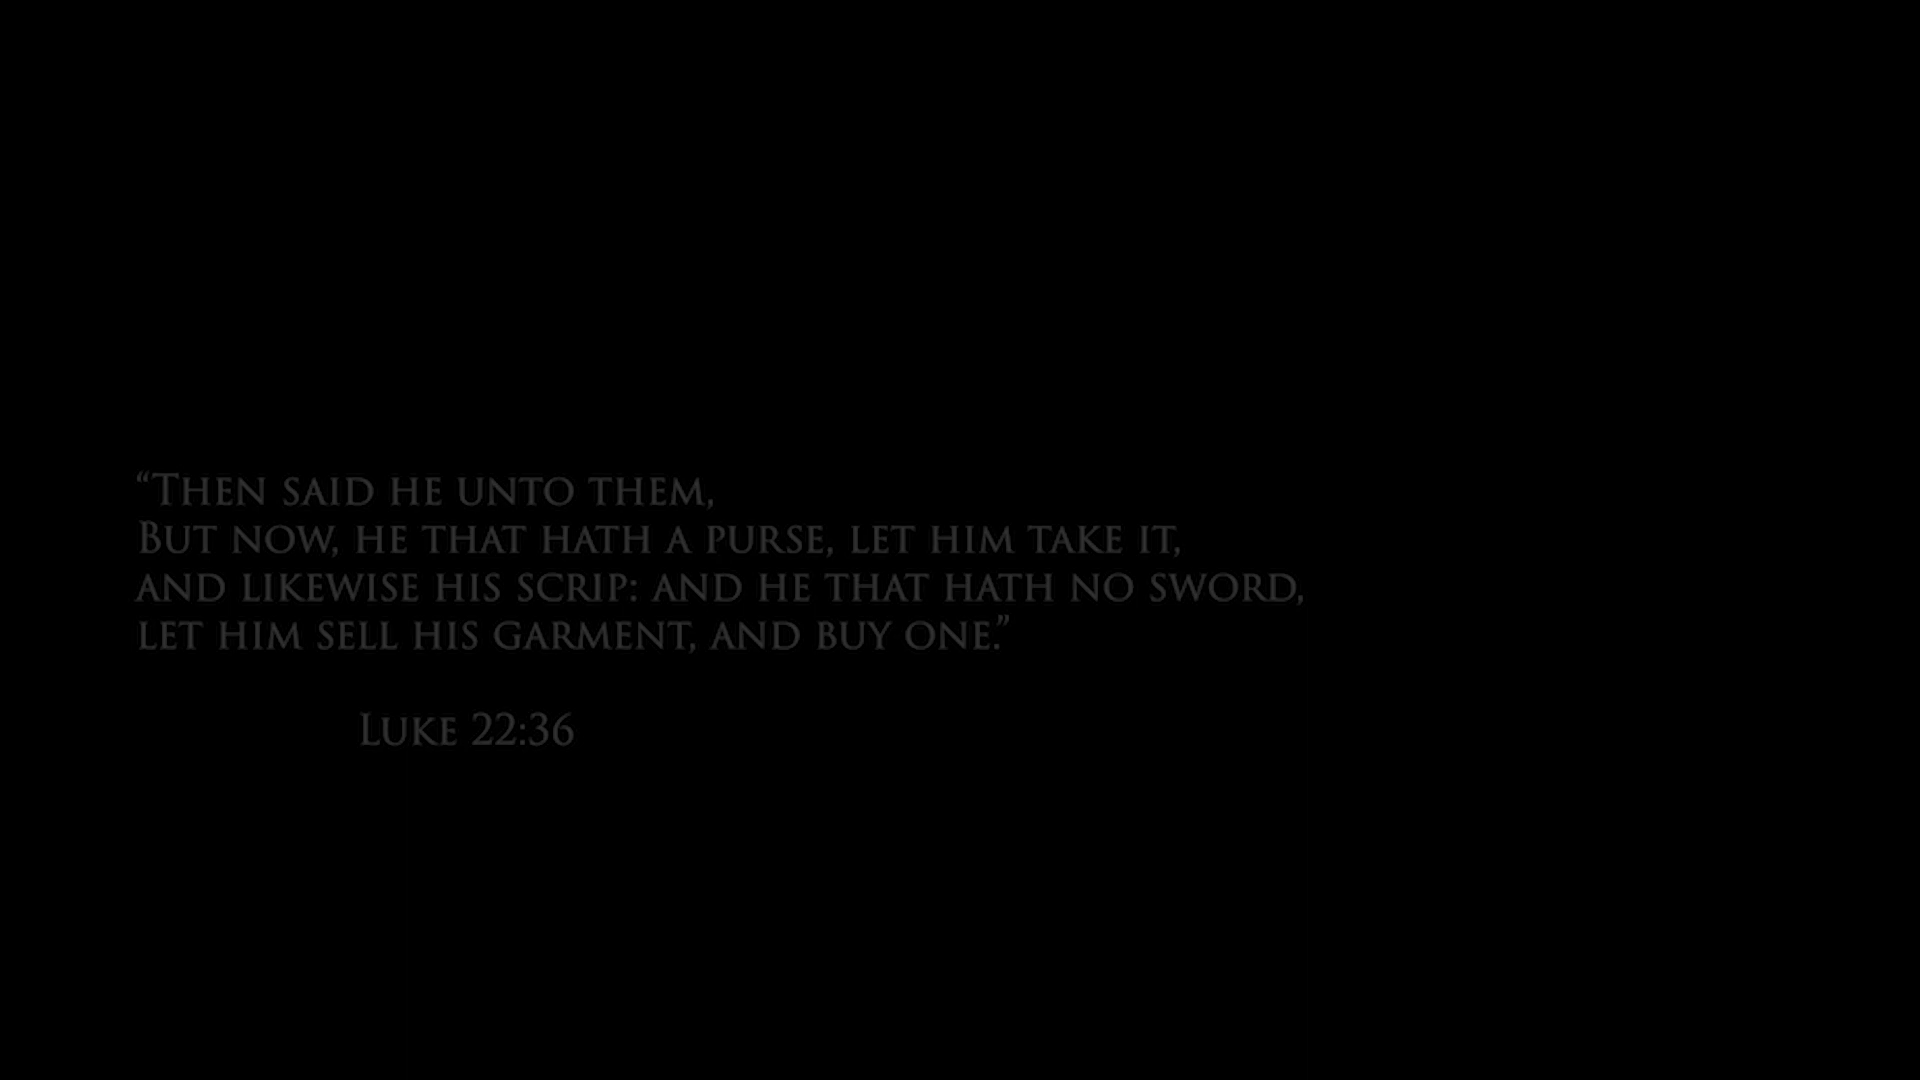 “Then said he unto them,
But now, he that hath a purse, let him take it,
and likewise his scrip: and he that hath no sword,
let him sell his garment, and buy one.”
Luke 22:36